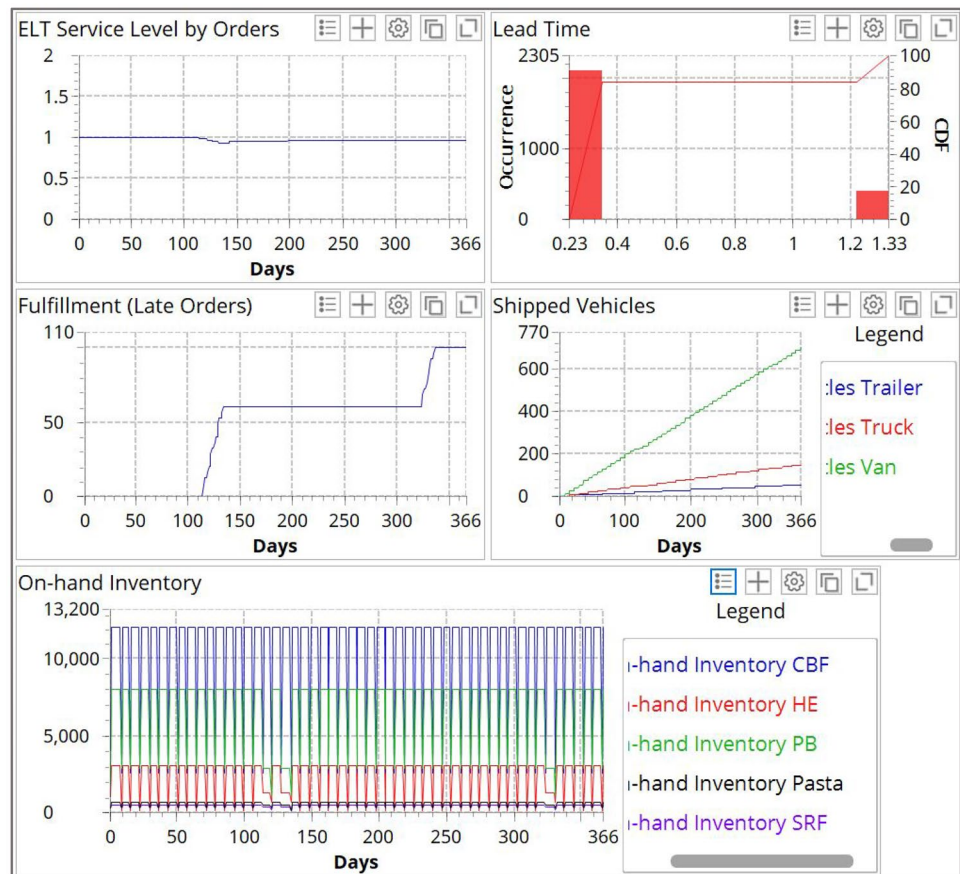 ELT Service Level by Orders
2
1.5
1
0.5
0
0 50 100 150 200 250 300 366
Days
Lead Time
2305
1000
0
Occurrence
100
80
60
40
20
0
CDF
0.23 0.4 0.6 0.8 1 1.2 1.33
Fulfillment (Late Orders)
110
50
0
0 50 100 150 200 250 300 366
Days
Shipped Vehicles
770
600
400
200
0
0 100 200 300 366
Days
Legend
:les Trailer
:les Truck
:les Van
On-hand Inventory
13,200
10,000
5,000
0
0 50 100 150 200 250 300 366
Days
Legend
-hand Inventory CBF
-hand Inventory HE
-hand Inventory PB
-hand Inventory Pasta
-hand Inventory SRF